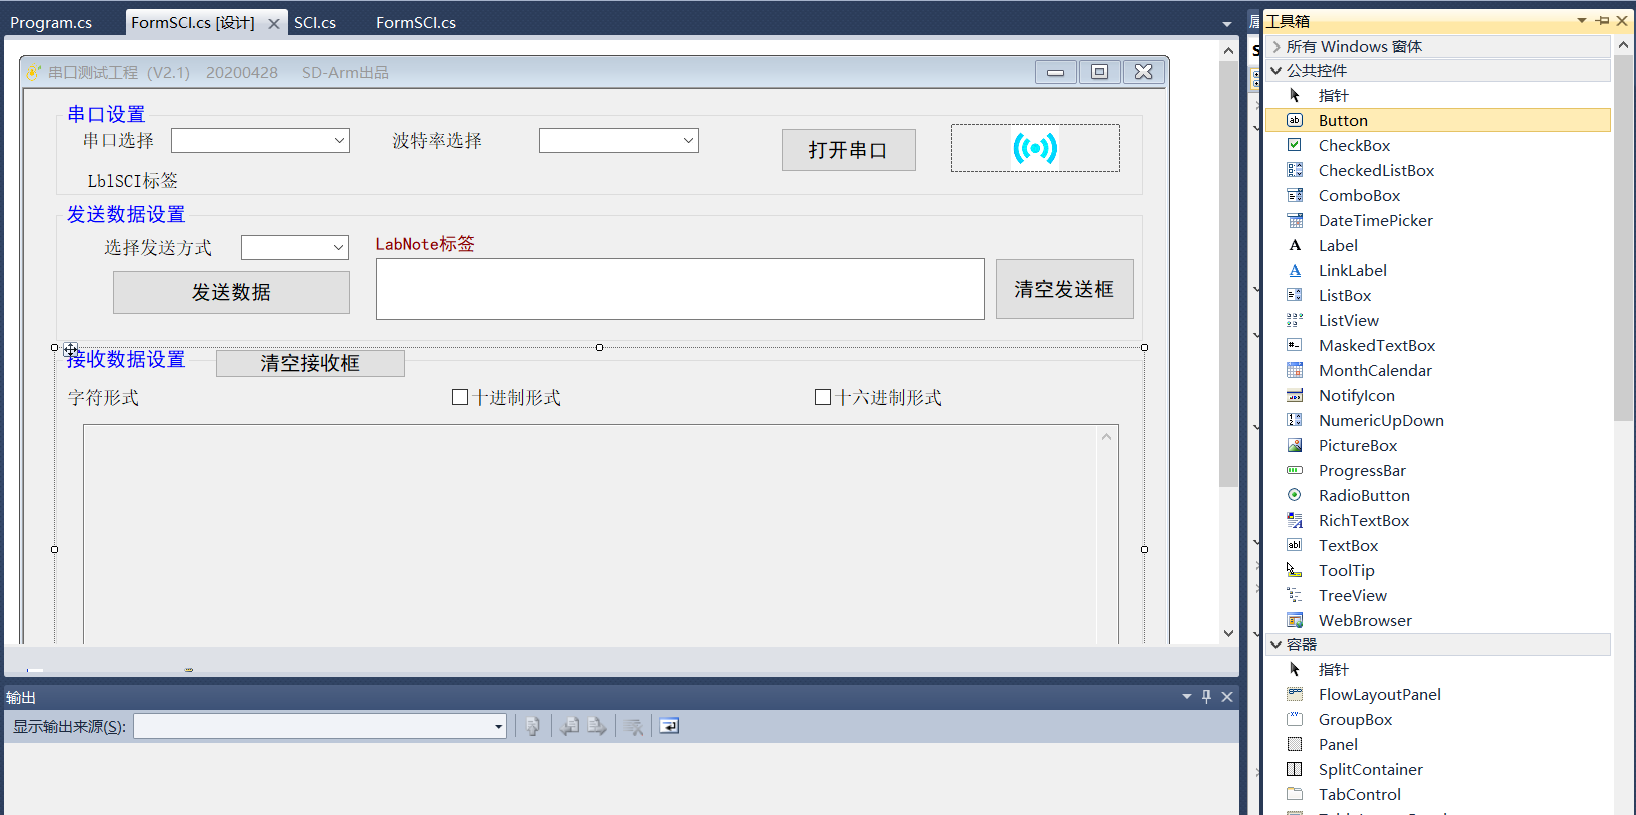 Program.cs FormSCI.cs [设计] SCI.cs FormSCI.cs
串口测试工程 (V2.1) 20200428 SD-Arm出品
串口设置
串口选择 波特率选择 打开串口
LblSCI标签
发送数据设置
选择发送方式 LabNote标签
发送数据 清空发送框
接收数据设置 清空接收框
字符形式 十进制形式 十六进制形式
输出
显示输出来源(S):
工具箱
所有 Windows 窗体
公共控件
指针
Button
CheckBox
CheckedListBox
ComboBox
DateTimePicker
Label
LinkLabel
ListBox
ListView
MaskedTextBox
MonthCalendar
NotifyIcon
NumericUpDown
PictureBox
ProgressBar
RadioButton
RichTextBox
TextBox
ToolTip
TreeView
WebBrowser
容器
指针
FlowLayoutPanel
GroupBox
Panel
SplitContainer
TabControl